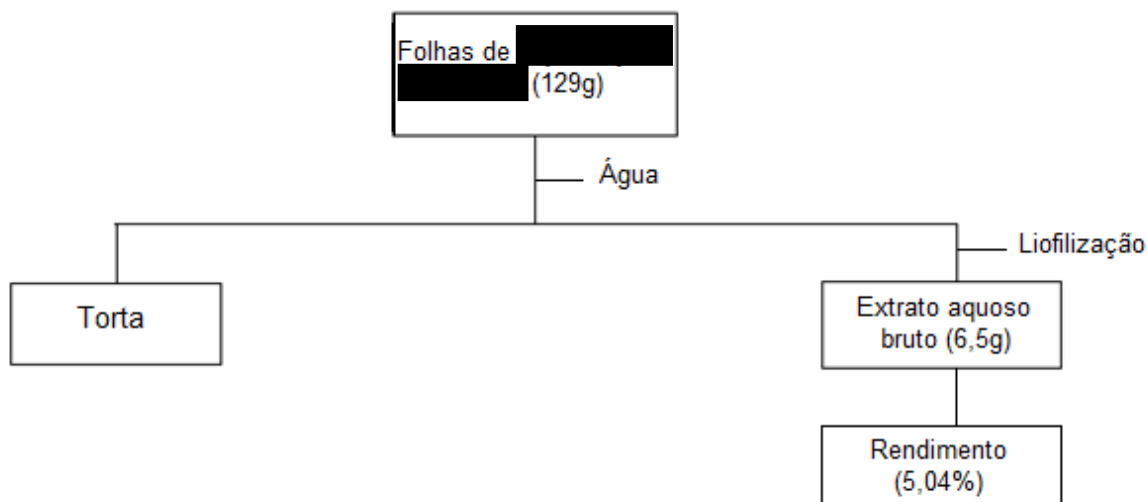 Folhas de
(129g)
Água
Liofilização
Torta
Extrato aquoso
bruto (6,5g)
Rendimento
(5,04%)